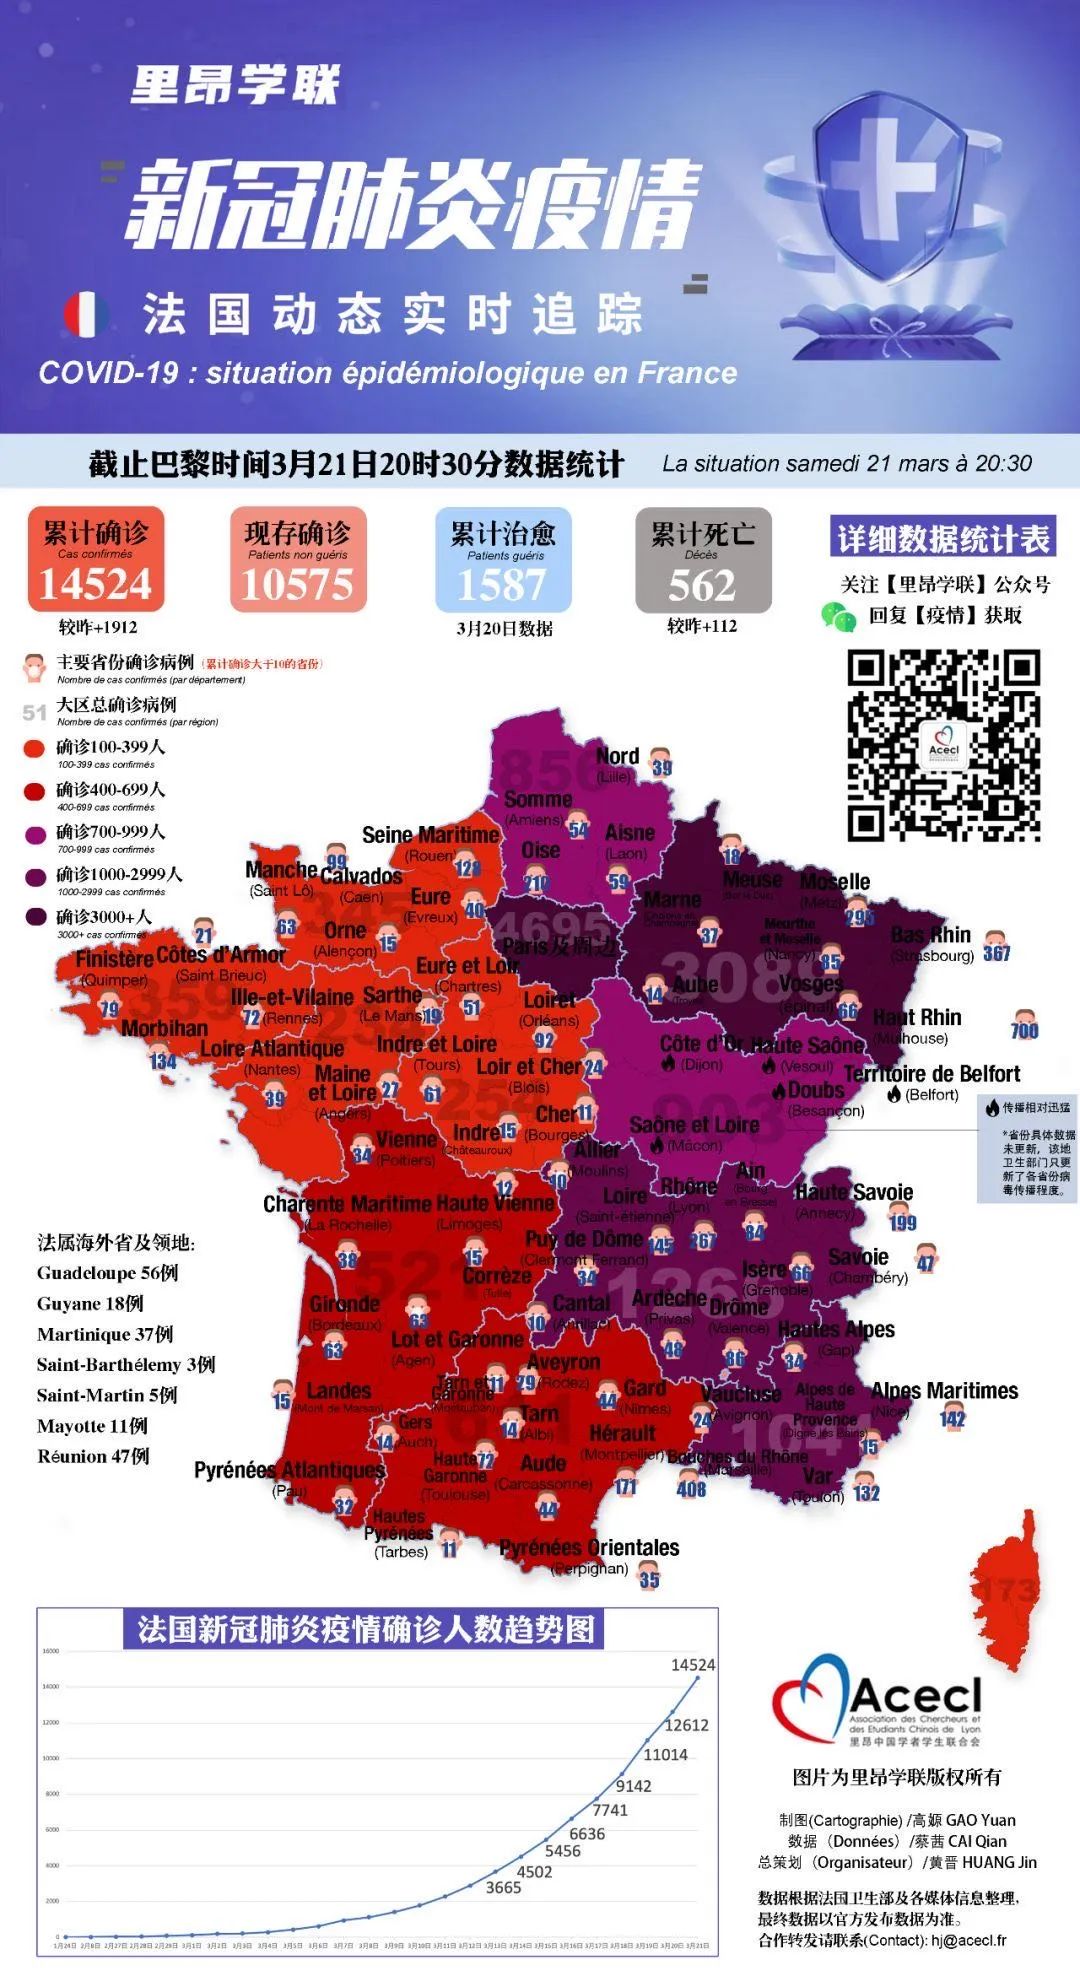 里昂学联
新冠肺炎疫情
法国动态实时追踪
COVID-19 : situation épidémiologique en France
截止巴黎时间3月21日20时30分数据统计
La situation samedi 21 mars à 20:30
累计确诊
Cas confirmés
14524
较昨+1912
现存确诊
Patients non guéris
10575
累计治愈
Patients guéris
1587
3月20日数据
累计死亡
Décès
562
较昨+112
详细数据统计表
关注【里昂学联】公众号
回复【疫情】获取
Acecl
主要省份确诊病例（累计确诊大于10的省份）
Nombre de cas confirmés (par département)
51 大区总确诊病例
Nombre de cas confirmés (par région)
确诊100-399人
100-399 cas confirmés
确诊400-699人
400-699 cas confirmés
确诊700-999人
700-999 cas confirmés
确诊1000-2999人
1000-2999 cas confirmés
确诊3000+人
3000+ cas confirmés
856
Nord
(Lille)
39
Somme
(Amiens)
54
Oise
210
Aisne
(Laon)
59
Seine Maritime
(Rouen)
128
Manche
(Saint Lô)
63
99
Calvados
(Caen)
Eure
(Evreux)
40
Orne
(Alençon)
15
4695
Paris及周边
18
Meuse
Moselle
(Metz)
295
Marne
37
Meurthe et Moselle
(Nancy)
85
Bas Rhin
(Strasbourg)
367
3089
Aube
(Troyes)
14
Vosges
(épinal)
66
Haut Rhin
(Mulhouse)
700
21
Côtes d'Armor
(Saint Brieuc)
Finistère
(Quimper)
79
359
Ille-et-Vilaine
(Rennes)
72
Morbihan
134
Sarthe
(Le Mans)
19
Eure et Loir
(Chartres)
51
Loiret
(Orléans)
92
Loire Atlantique
(Nantes)
39
Maine et Loire
(Angers)
27
Indre et Loire
(Tours)
61
Loir et Cher
(Blois)
24
Cher
(Bourges)
11
Indre
(Châteauroux)
15
Côte d'Or
(Dijon)
Haute Saône
(Vesoul)
Doubs
(Besançon)
Territoire de Belfort
(Belfort)
Saône et Loire
(Mâcon)
903
传播相对迅猛
*省份具体数据
未更新，该地
卫生部门只更
新了各省份病
毒传播程度。
Vienne
(Poitiers)
34
12
Haute Vienne
(Limoges)
Charente Maritime
(La Rochelle)
38
15
Corrèze
(Tulle)
Gironde
(Bordeaux)
63
63
Lot et Garonne
(Agen)
15
Landes
(Mont de Marsan)
Pyrénées Atlantiques
(Pau)
32
Allier
(Moulins)
10
Loire
(Saint-étienne)
145
Rhône
(Lyon)
267
Ain
84
Haute Savoie
(Annecy)
199
Puy de Dôme
(Clermont Ferrand)
34
Isère
(Grenoble)
66
Savoie
(Chambéry)
47
Cantal
(Aurillac)
10
Ardèche
(Privas)
48
Drôme
(Valence)
86
Hautes Alpes
(Gap)
34
Aveyron
(Rodez)
29
Tarn et Garonne
(Montauban)
11
Gard
(Nîmes)
44
Vaucluse
(Avignon)
24
Alpes de Haute Provence
(Digne les Bains)
15
Alpes Maritimes
(Nice)
142
Gers
(Auch)
14
Tarn
(Albi)
14
Hérault
(Montpellier)
171
Bouches du Rhône
(Marseille)
408
Var
(Toulon)
132
Haute Garonne
(Toulouse)
72
Aude
(Carcassonne)
44
Hautes Pyrénées
(Tarbes)
11
Pyrénées Orientales
(Perpignan)
35
173
法属海外省及领地：
Guadeloupe 56例
Guyane 18例
Martinique 37例
Saint-Barthélemy 3例
Saint-Martin 5例
Mayotte 11例
Réunion 47例
法国新冠肺炎疫情确诊人数趋势图
16000
14000
12000
10000
8000
6000
4000
2000
0
14524
12612
11014
9142
7741
6636
5456
4502
3665
Acecl
Association des Chercheurs et
des Etudiants Chinois de Lyon
里昂中国学者学生联合会
图片为里昂学联版权所有
制图(Cartographie) /高嫄 GAO Yuan
数据（Données）/蔡茜 CAI Qian
总策划（Organisateur）/黄晋 HUANG Jin
数据根据法国卫生部及各媒体信息整理，
最终数据以官方发布数据为准。
合作转发请联系(Contact): hj@acecl.fr